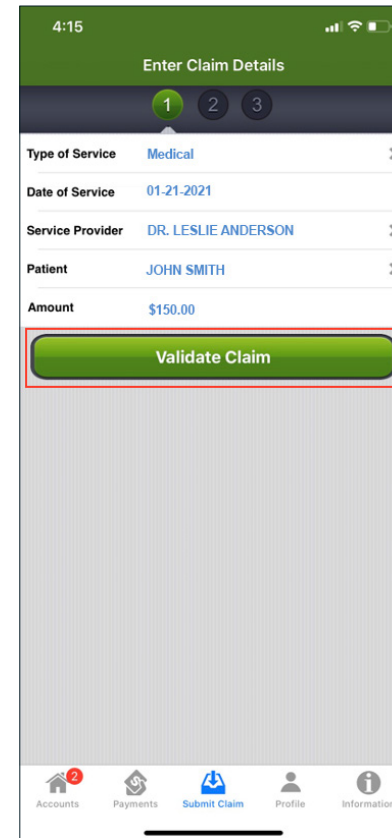 4:15
Enter Claim Details
1 2 3
Type of Service Medical
Date of Service 01-21-2021
Service Provider DR. LESLIE ANDERSON
Patient JOHN SMITH
Amount $150.00
Validate Claim
2
Accounts Payments Submit Claim Profile Information